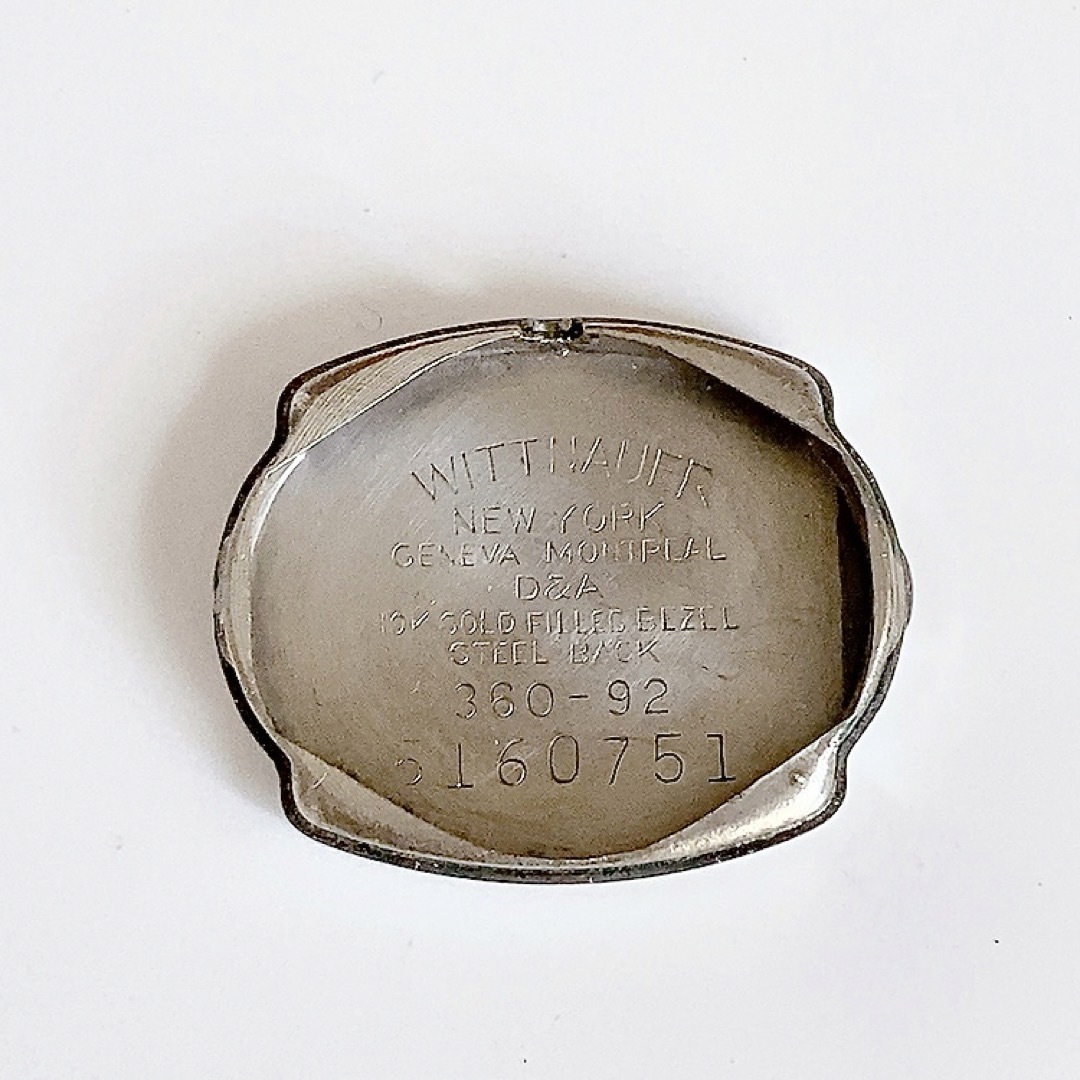 WITTNAUER
NEW YORK
GENEVA MONTREAL
D&A
10K GOLD FILLED BEZEL
STEEL BACK
360-92
5160751